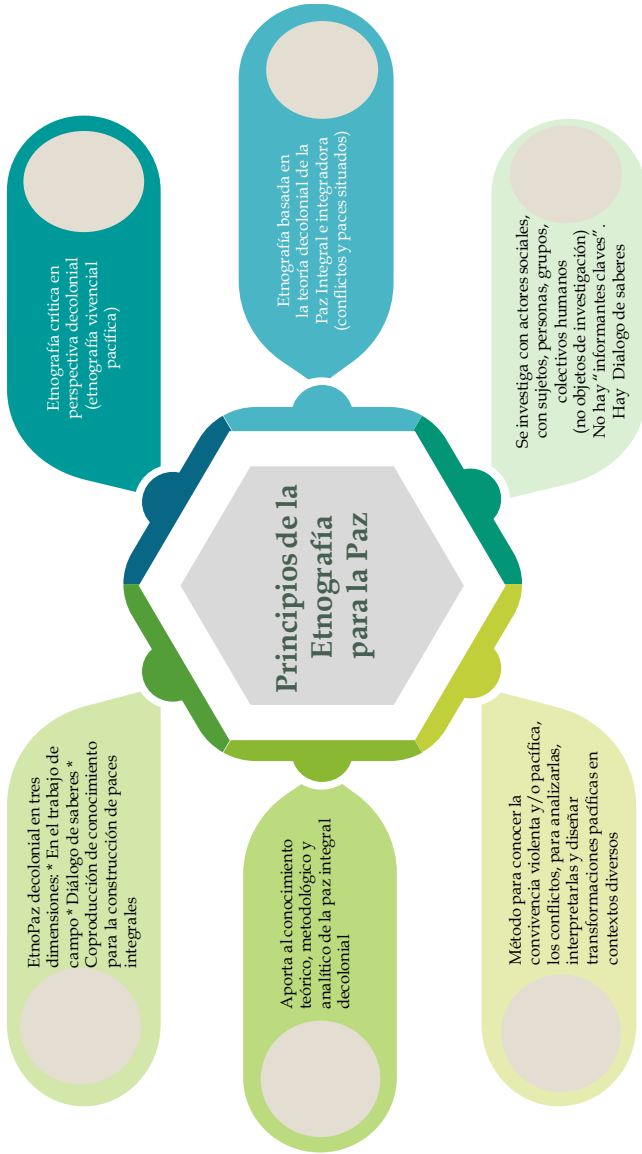 EtnoPaz decolonial en tres
dimensiones: * En el trabajo de
campo * Diálogo de saberes *
Coproducción de conocimiento
para la construcción de paces
integrales
Etnografía crítica en
perspectiva decolonial
(etnografía vivencial
pacífica)
Aporta al conocimiento
teórico, metodológico y
analítico de la paz integral
decolonial
Principios de la
Etnografía
para la Paz
Etnografía basada en
la teoría decolonial de la
Paz Integral e integradora
(conflictos y paces situados)
Método para conocer la
convivencia violenta y/o pacífica,
los conflictos, para analizarlas,
interpretarlas y diseñar
transformaciones pacíficas en
contextos diversos
Se investiga con actores sociales,
con sujetos, personas, grupos,
colectivos humanos
(no objetos de investigación)
No hay “informantes claves”.
Hay Dialogo de saberes